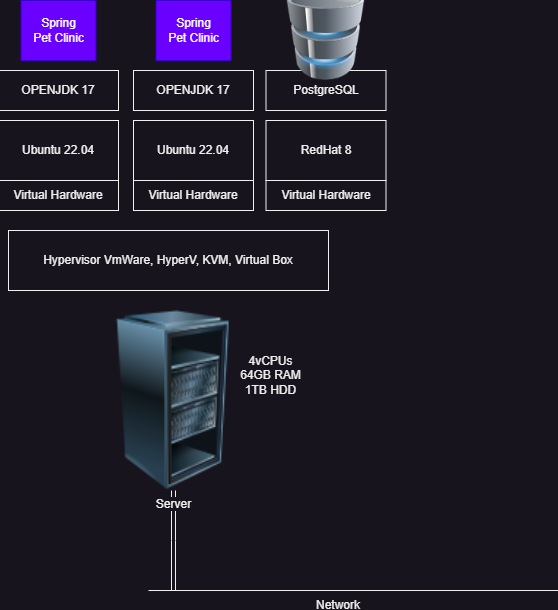 Spring
Pet Clinic
Spring
Pet Clinic
OPENJDK 17
OPENJDK 17
PostgreSQL
Ubuntu 22.04
Ubuntu 22.04
RedHat 8
Virtual Hardware
Virtual Hardware
Virtual Hardware
Hypervisor VmWare, HyperV, KVM, Virtual Box
4vCPUs
64GB RAM
1TB HDD
Server
Network